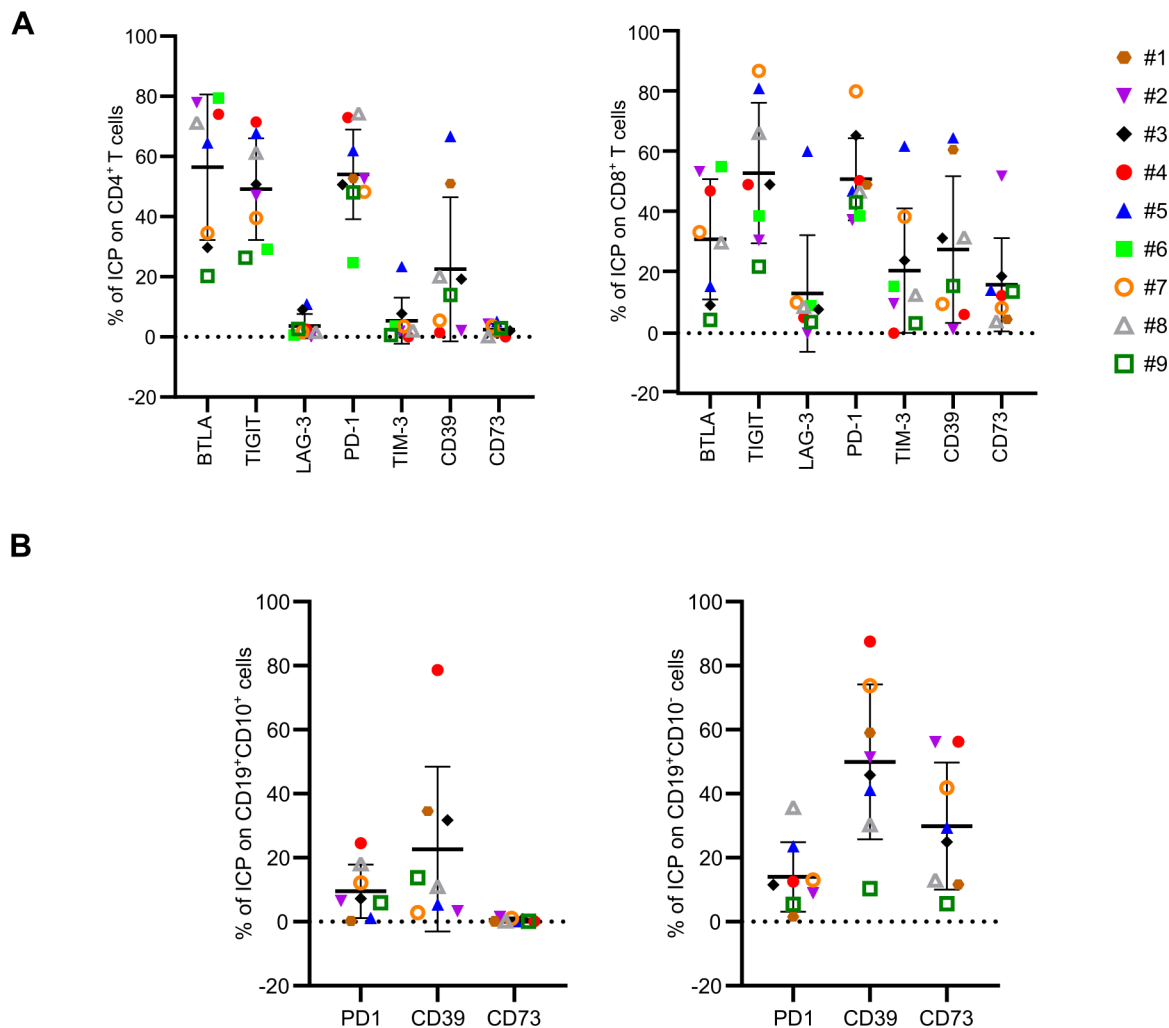 A
% of ICP on CD4⁺ T cells
100
80
60
40
20
0
-20
BTLA
TIGIT
LAG-3
PD-1
TIM-3
CD39
CD73
% of ICP on CD8⁺ T cells
100
80
60
40
20
0
-20
BTLA
TIGIT
LAG-3
PD-1
TIM-3
CD39
CD73
#1
#2
#3
#4
#5
#6
#7
#8
#9
B
% of ICP on CD19⁺CD10⁺ cells
100
80
60
40
20
0
-20
PD1
CD39
CD73
% of ICP on CD19⁺CD10⁻ cells
100
80
60
40
20
0
-20
PD1
CD39
CD73